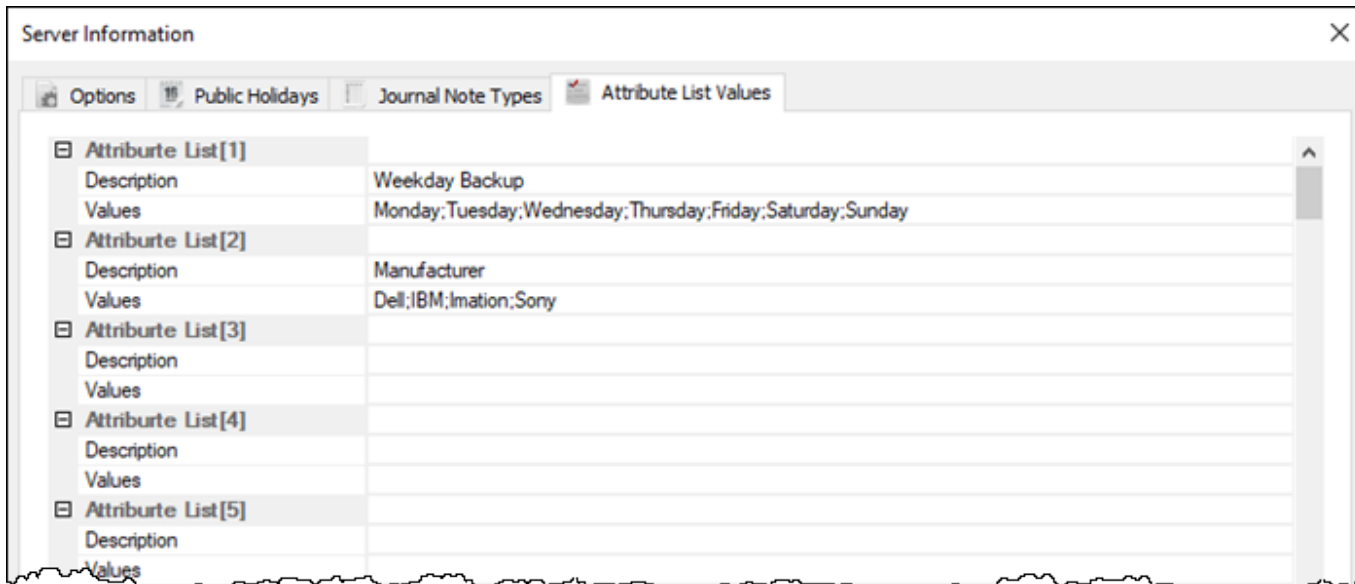 Server Information
Options Public Holidays Journal Note Types Attribute List Values
Attriburte List[1]
Description Weekday Backup
Values Monday;Tuesday;Wednesday;Thursday;Friday;Saturday;Sunday
Attriburte List[2]
Description Manufacturer
Values Dell;IBM;Imation;Sony
Attriburte List[3]
Description
Values
Attriburte List[4]
Description
Values
Attriburte List[5]
Description
Values